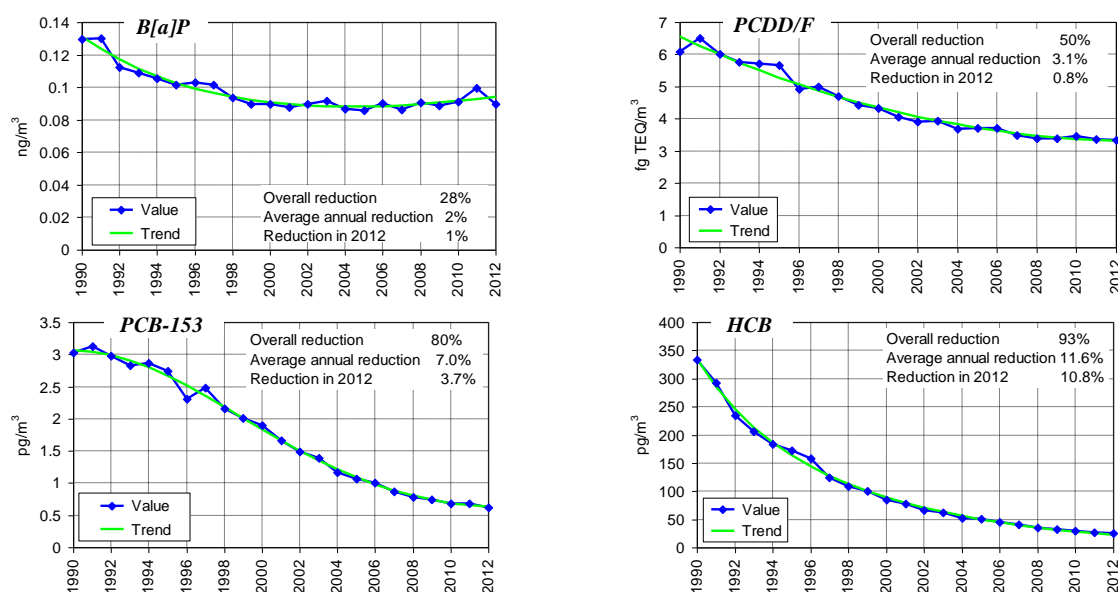 B[a]P
0.14
0.12
0.1
0.08
0.06
0.04
0.02
0
ng/m³
Overall reduction 28%
Average annual reduction 2%
Reduction in 2012 1%
Value
Trend
1990 1992 1994 1996 1998 2000 2002 2004 2006 2008 2010 2012
PCDD/F
7
6
5
4
3
2
1
0
fg TEQ/m³
Overall reduction 50%
Average annual reduction 3.1%
Reduction in 2012 0.8%
Value
Trend
1990 1992 1994 1996 1998 2000 2002 2004 2006 2008 2010 2012
PCB-153
3.5
3
2.5
2
1.5
1
0.5
0
pg/m³
Overall reduction 80%
Average annual reduction 7.0%
Reduction in 2012 3.7%
Value
Trend
1990 1992 1994 1996 1998 2000 2002 2004 2006 2008 2010 2012
HCB
400
350
300
250
200
150
100
50
0
pg/m³
Overall reduction 93%
Average annual reduction 11.6%
Reduction in 2012 10.8%
Value
Trend
1990 1992 1994 1996 1998 2000 2002 2004 2006 2008 2010 2012